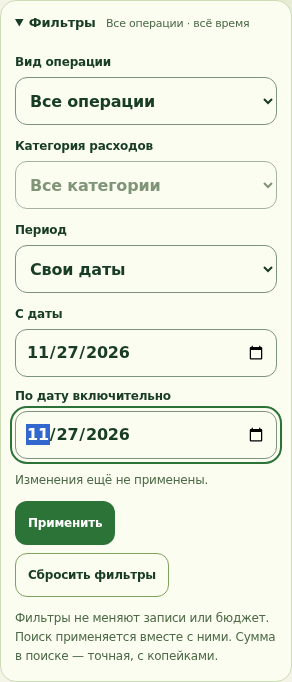 ▼ Фильтры Все операции · всё время
Вид операции
Все операции
Категория расходов
Все категории
Период
Свои даты
С даты
11/27/2026
По дату включительно
11/27/2026
Изменения ещё не применены.
Применить
Сбросить фильтры
Фильтры не меняют записи или бюджет.
Поиск применяется вместе с ними. Сумма
в поиске — точная, с копейками.